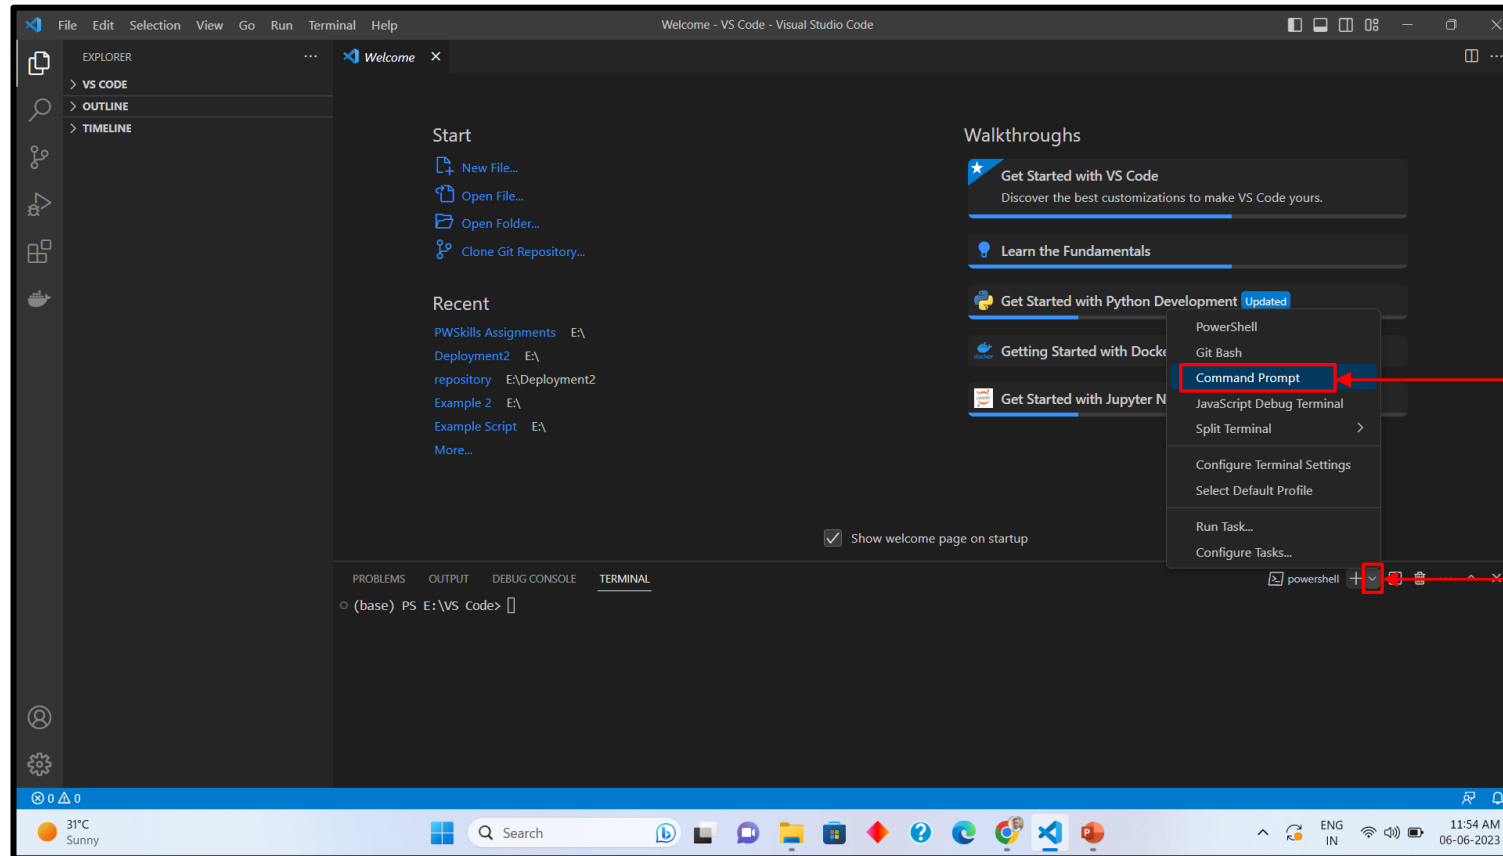 File Edit Selection View Go Run Terminal Help
Welcome - VS Code - Visual Studio Code
EXPLORER
VS CODE
OUTLINE
TIMELINE
Welcome
Start
New File...
Open File...
Open Folder...
Clone Git Repository...
Recent
PWSkills Assignments E:\
Deployment2 E:\
repository E:\Deployment2
Example 2 E:\
Example Script E:\
More...
Walkthroughs
Get Started with VS Code
Discover the best customizations to make VS Code yours.
Learn the Fundamentals
Get Started with Python Development Updated
Getting Started with Docke
Get Started with Jupyter N
PowerShell
Git Bash
Command Prompt
JavaScript Debug Terminal
Split Terminal
Configure Terminal Settings
Select Default Profile
Run Task...
Configure Tasks...
Show welcome page on startup
PROBLEMS OUTPUT DEBUG CONSOLE TERMINAL
powershell
(base) PS E:\VS Code>
0 0
31°C
Sunny
Search
ENG
IN
11:54 AM
06-06-2023